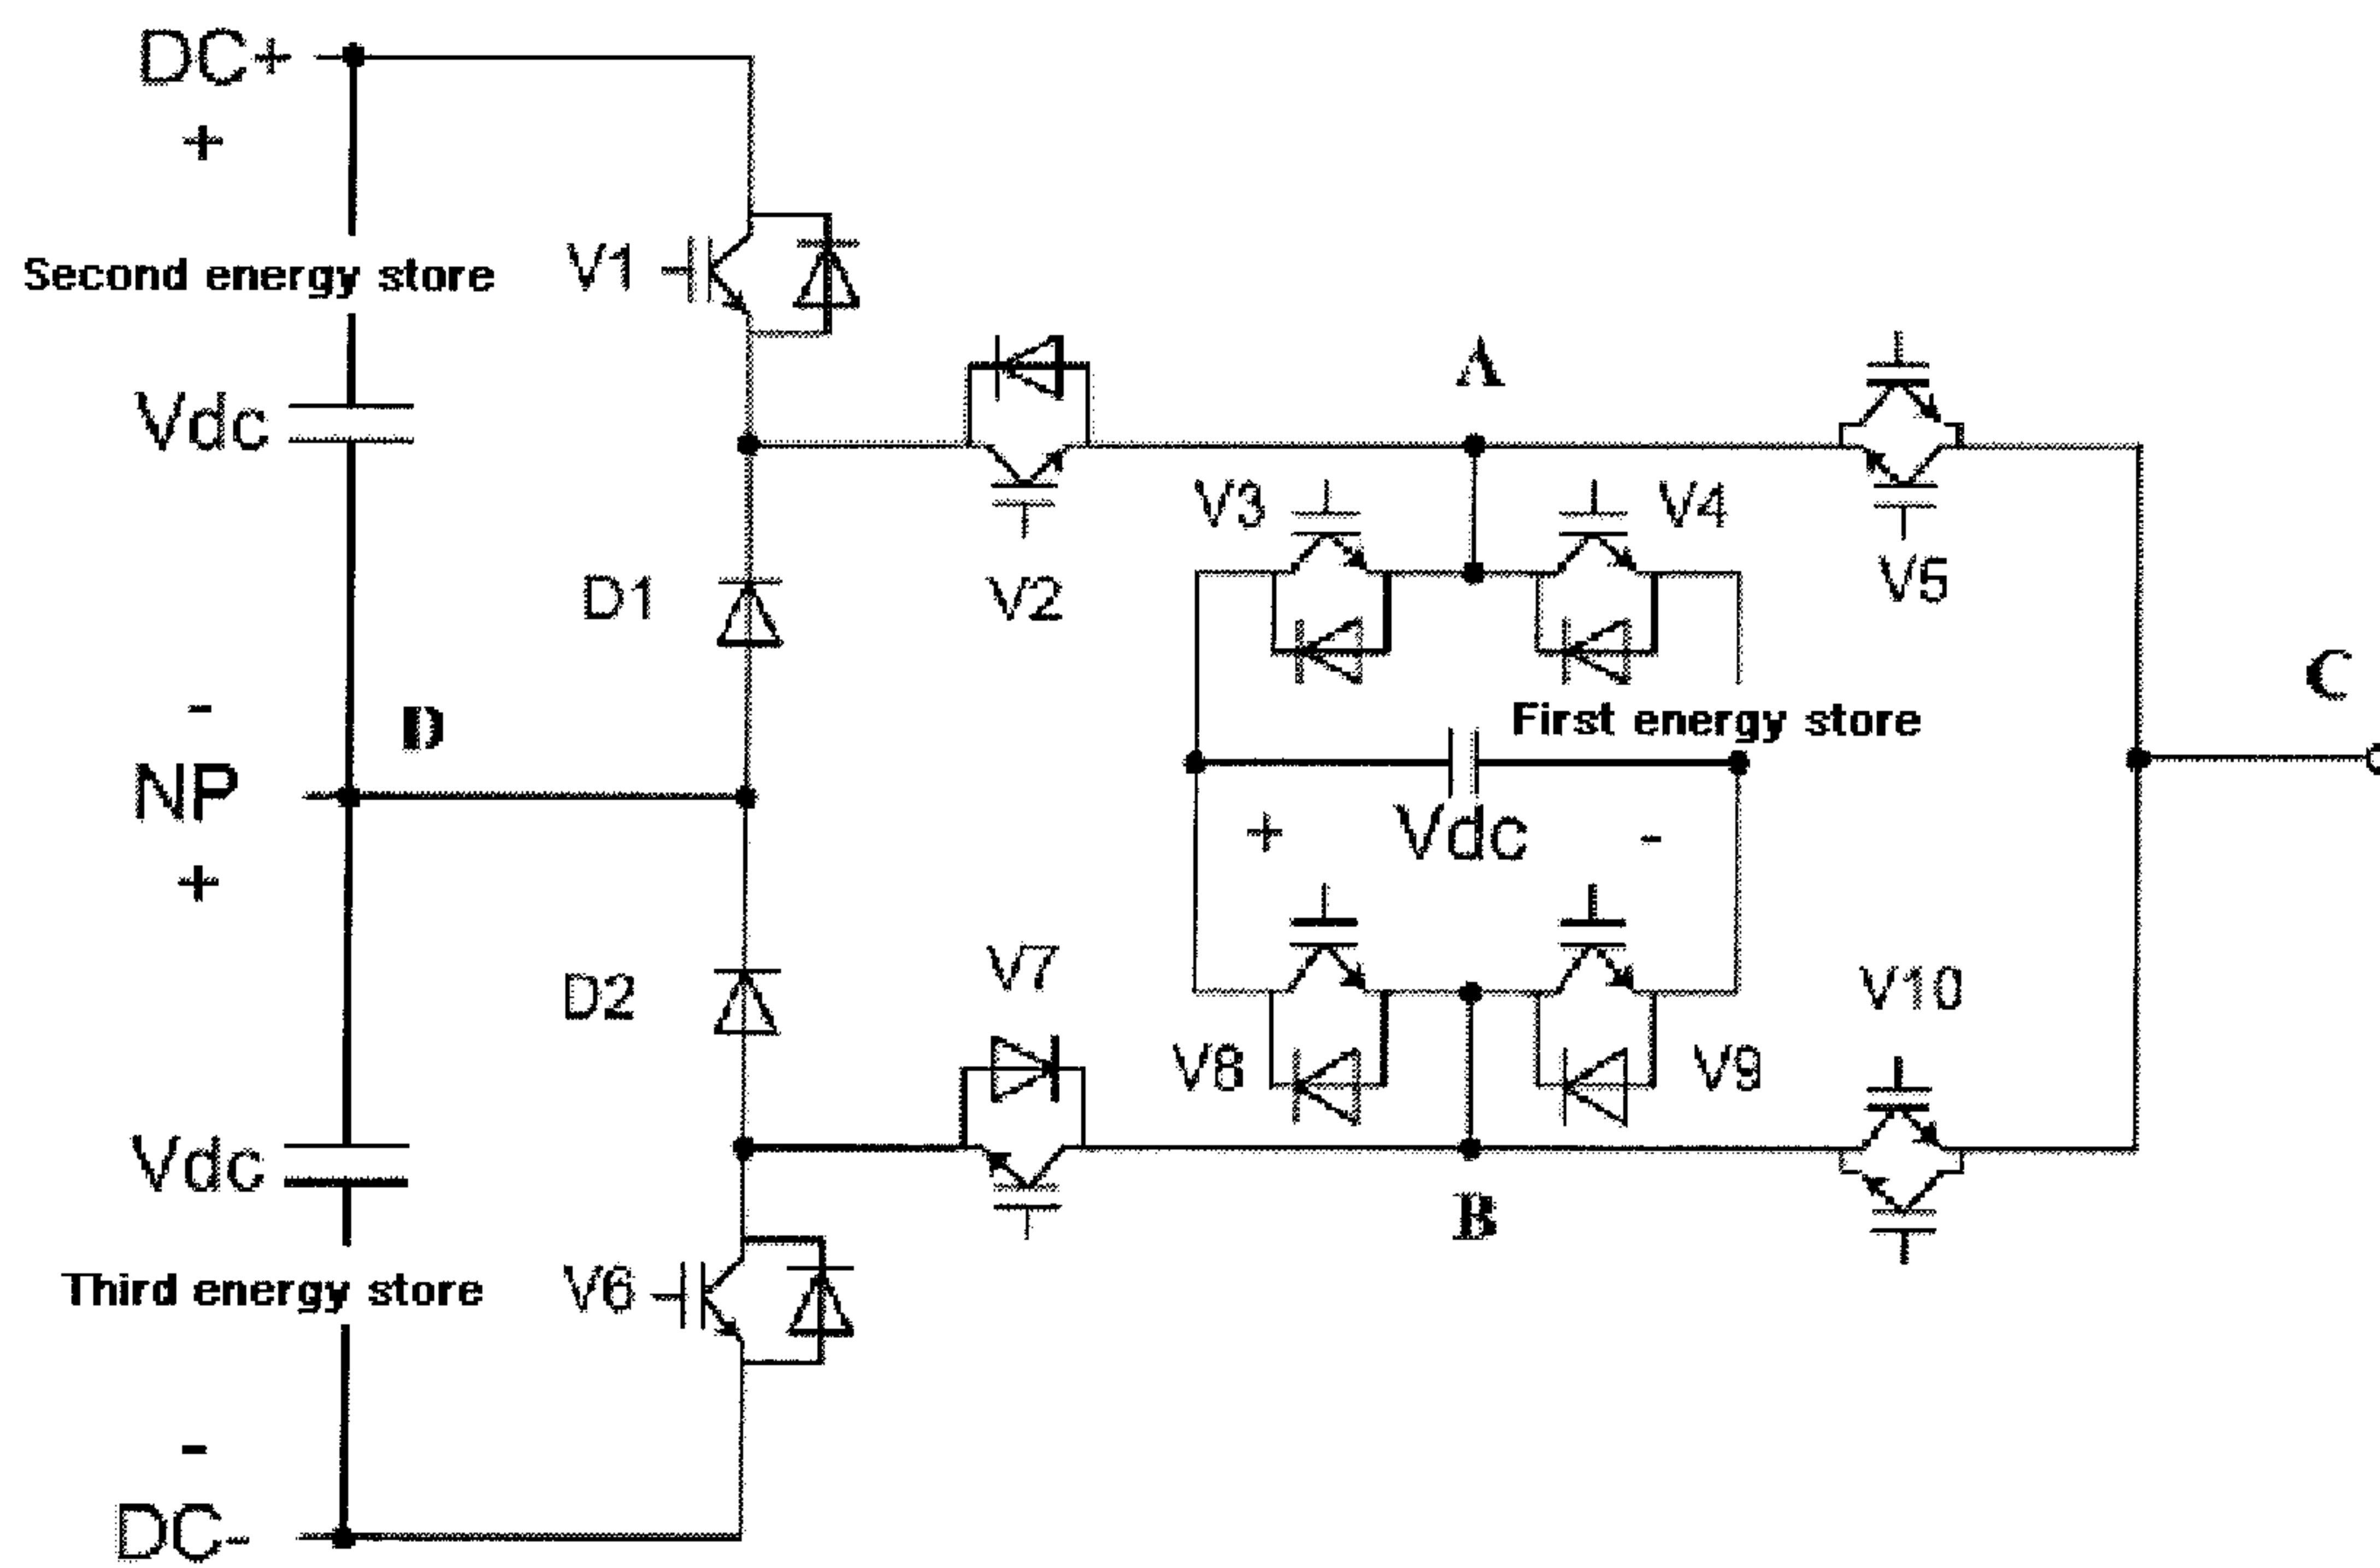 DC+
+
Second energy store
V1
Vdc
A
V3
V4
D1
V2
V5
First energy store
C
-
D
NP
+
Vdc
-
+
V7
V10
D2
V8
V9
Vdc
B
Third energy store
V6
-
DC-